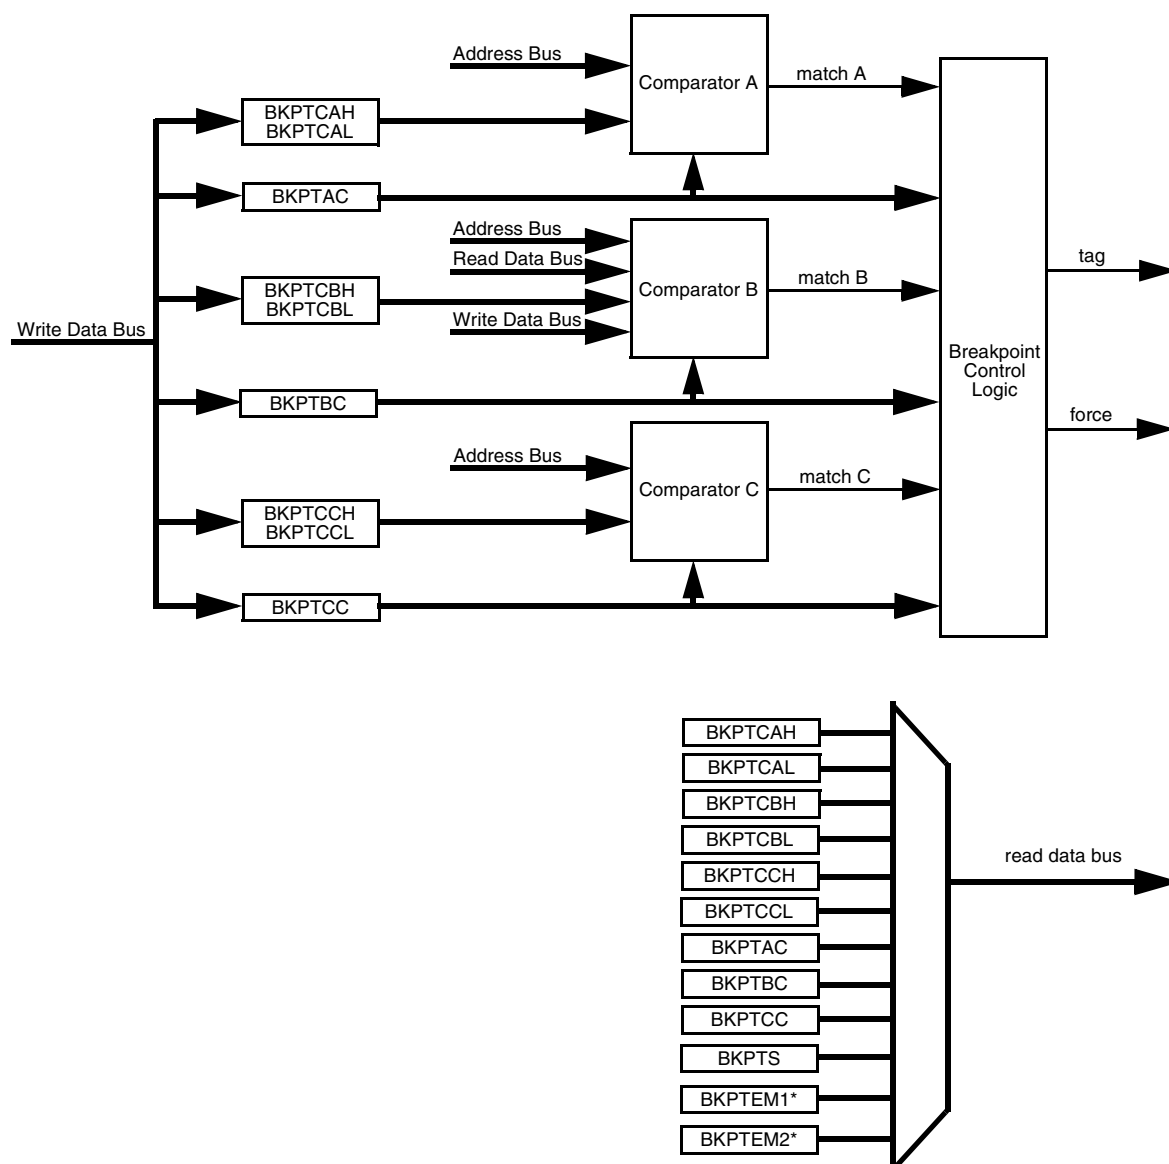 Address Bus
Comparator A
match A
BKPTCAH
BKPTCAL
BKPTAC
Address Bus
Read Data Bus
tag
BKPTCBH
BKPTCBL
Comparator B
match B
Write Data Bus
Write Data Bus
Breakpoint
Control
Logic
BKPTBC
force
Address Bus
Comparator C
match C
BKPTCCH
BKPTCCL
BKPTCC
BKPTCAH
BKPTCAL
BKPTCBH
BKPTCBL
read data bus
BKPTCCH
BKPTCCL
BKPTAC
BKPTBC
BKPTCC
BKPTS
BKPTEM1*
BKPTEM2*